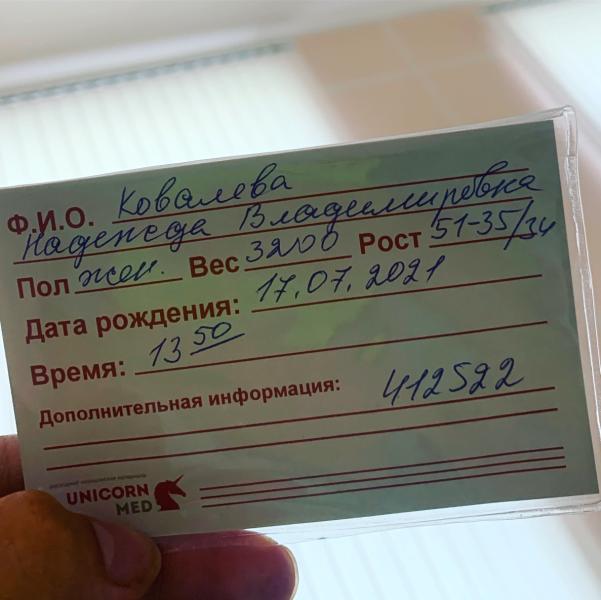 Ф.И.О. Ковалева
Надежда Владимировна
Пол жен. Вес 3200 Рост 51-35/34
Дата рождения: 17.07.2021
Время: 13 50
Дополнительная информация: 412522
UNICORN
MED